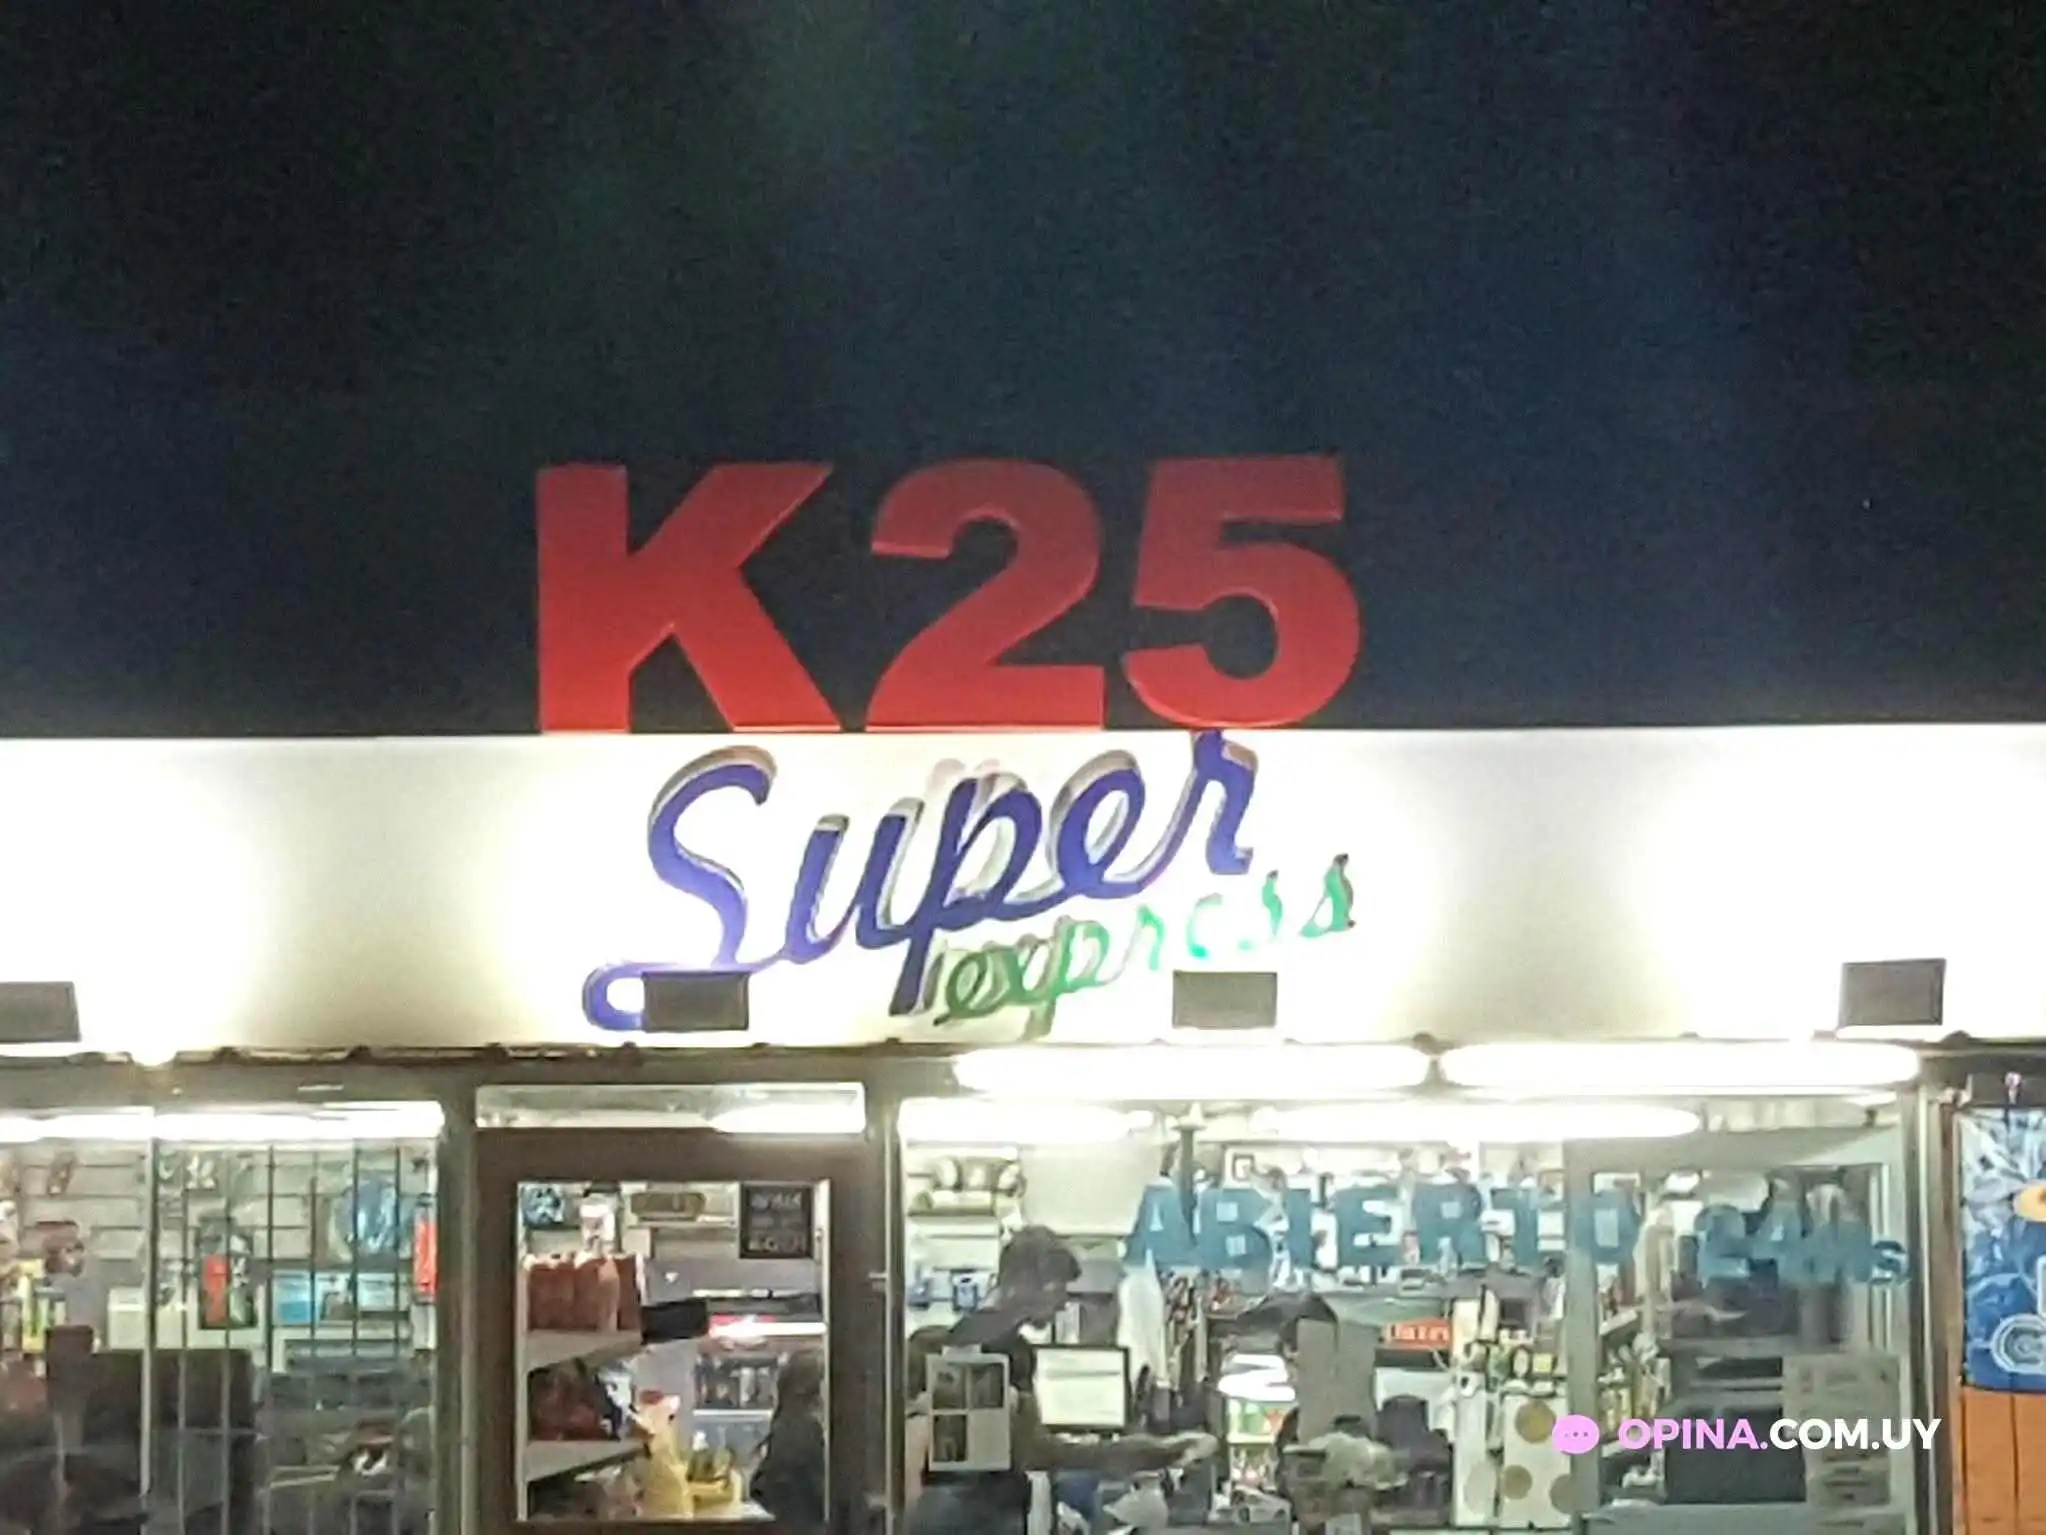 K25
Super
express
ABIERTO 24Hs
OPINA.COM.UY